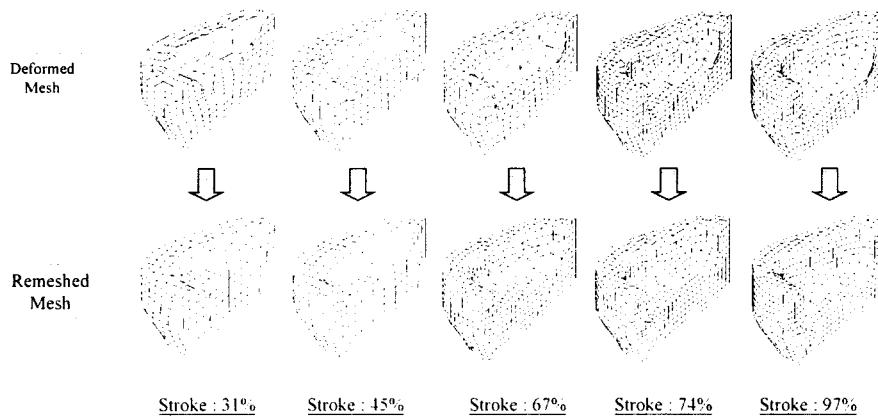 Deformed
Mesh
Remeshed
Mesh
Stroke : 31%
Stroke : 45%
Stroke : 67%
Stroke : 74%
Stroke : 97%